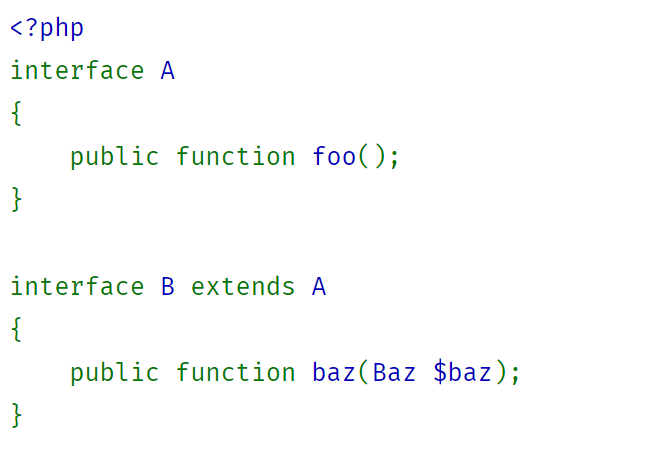 <?php
interface A
{
    public function foo();
}

interface B extends A
{
    public function baz(Baz $baz);
}